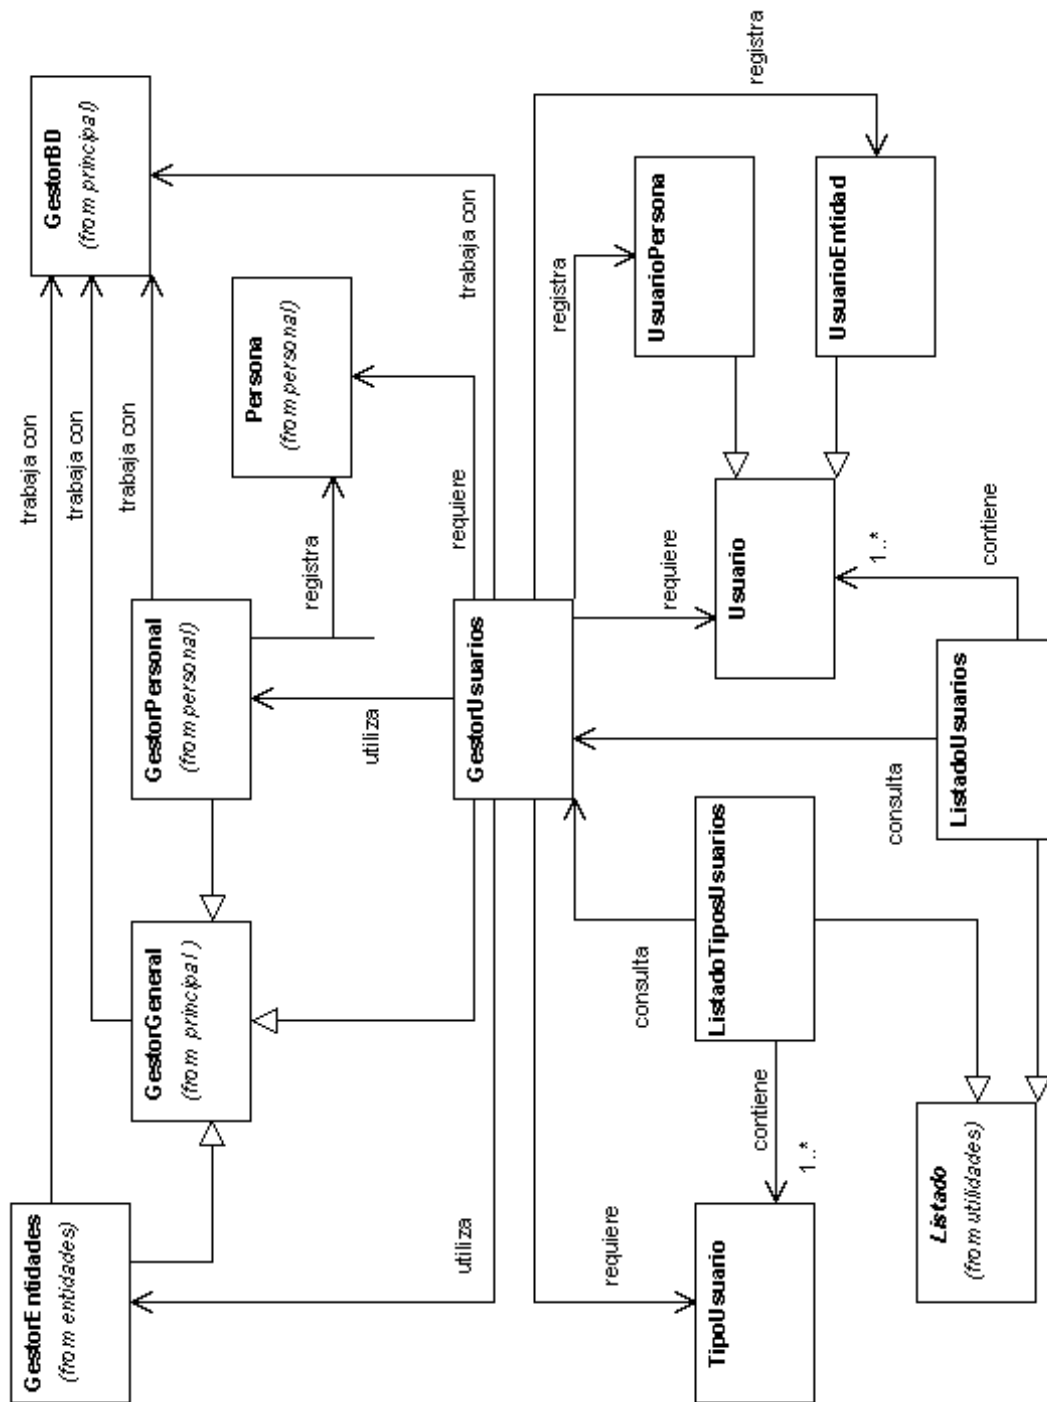 GestorEntidades
(from entidades)
trabaja con
trabaja con
trabaja con
GestorBD
(from principal)
GestorGeneral
(from principal)
GestorPersonal
(from personal)
registra
Persona
(from personal)
utiliza
utiliza
requiere
trabaja con
GestorUsuarios
requiere
consulta
requiere
registra
registra
TipoUsuario
contiene
1..*
ListadoTiposUsuarios
Usuario
UsuarioPersona
UsuarioEntidad
consulta
1..*
contiene
Listado
(from utilidades)
ListadoUsuarios